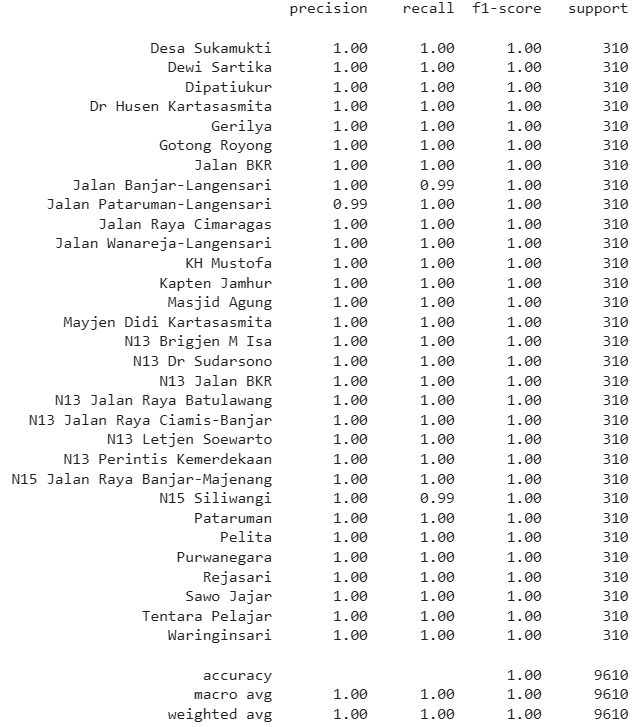 precision recall f1-score support
Desa Sukamukti 1.00 1.00 1.00 310
Dewi Sartika 1.00 1.00 1.00 310
Dipatiukur 1.00 1.00 1.00 310
Dr Husen Kartasasmita 1.00 1.00 1.00 310
Gerilya 1.00 1.00 1.00 310
Gotong Royong 1.00 1.00 1.00 310
Jalan BKR 1.00 1.00 1.00 310
Jalan Banjar-Langensari 1.00 0.99 1.00 310
Jalan Pataruman-Langensari 0.99 1.00 1.00 310
Jalan Raya Cimaragas 1.00 1.00 1.00 310
Jalan Wanareja-Langensari 1.00 1.00 1.00 310
KH Mustofa 1.00 1.00 1.00 310
Kapten Jamhur 1.00 1.00 1.00 310
Masjid Agung 1.00 1.00 1.00 310
Mayjen Didi Kartasasmita 1.00 1.00 1.00 310
N13 Brigjen M Isa 1.00 1.00 1.00 310
N13 Dr Sudarsono 1.00 1.00 1.00 310
N13 Jalan BKR 1.00 1.00 1.00 310
N13 Jalan Raya Batulawang 1.00 1.00 1.00 310
N13 Jalan Raya Ciamis-Banjar 1.00 1.00 1.00 310
N13 Letjen Soewarto 1.00 1.00 1.00 310
N13 Perintis Kemerdekaan 1.00 1.00 1.00 310
N15 Jalan Raya Banjar-Majenang 1.00 1.00 1.00 310
N15 Siliwangi 1.00 0.99 1.00 310
Pataruman 1.00 1.00 1.00 310
Pelita 1.00 1.00 1.00 310
Purwanegara 1.00 1.00 1.00 310
Rejasari 1.00 1.00 1.00 310
Sawo Jajar 1.00 1.00 1.00 310
Tentara Pelajar 1.00 1.00 1.00 310
Waringinsari 1.00 1.00 1.00 310
accuracy 1.00 9610
macro avg 1.00 1.00 1.00 9610
weighted avg 1.00 1.00 1.00 9610